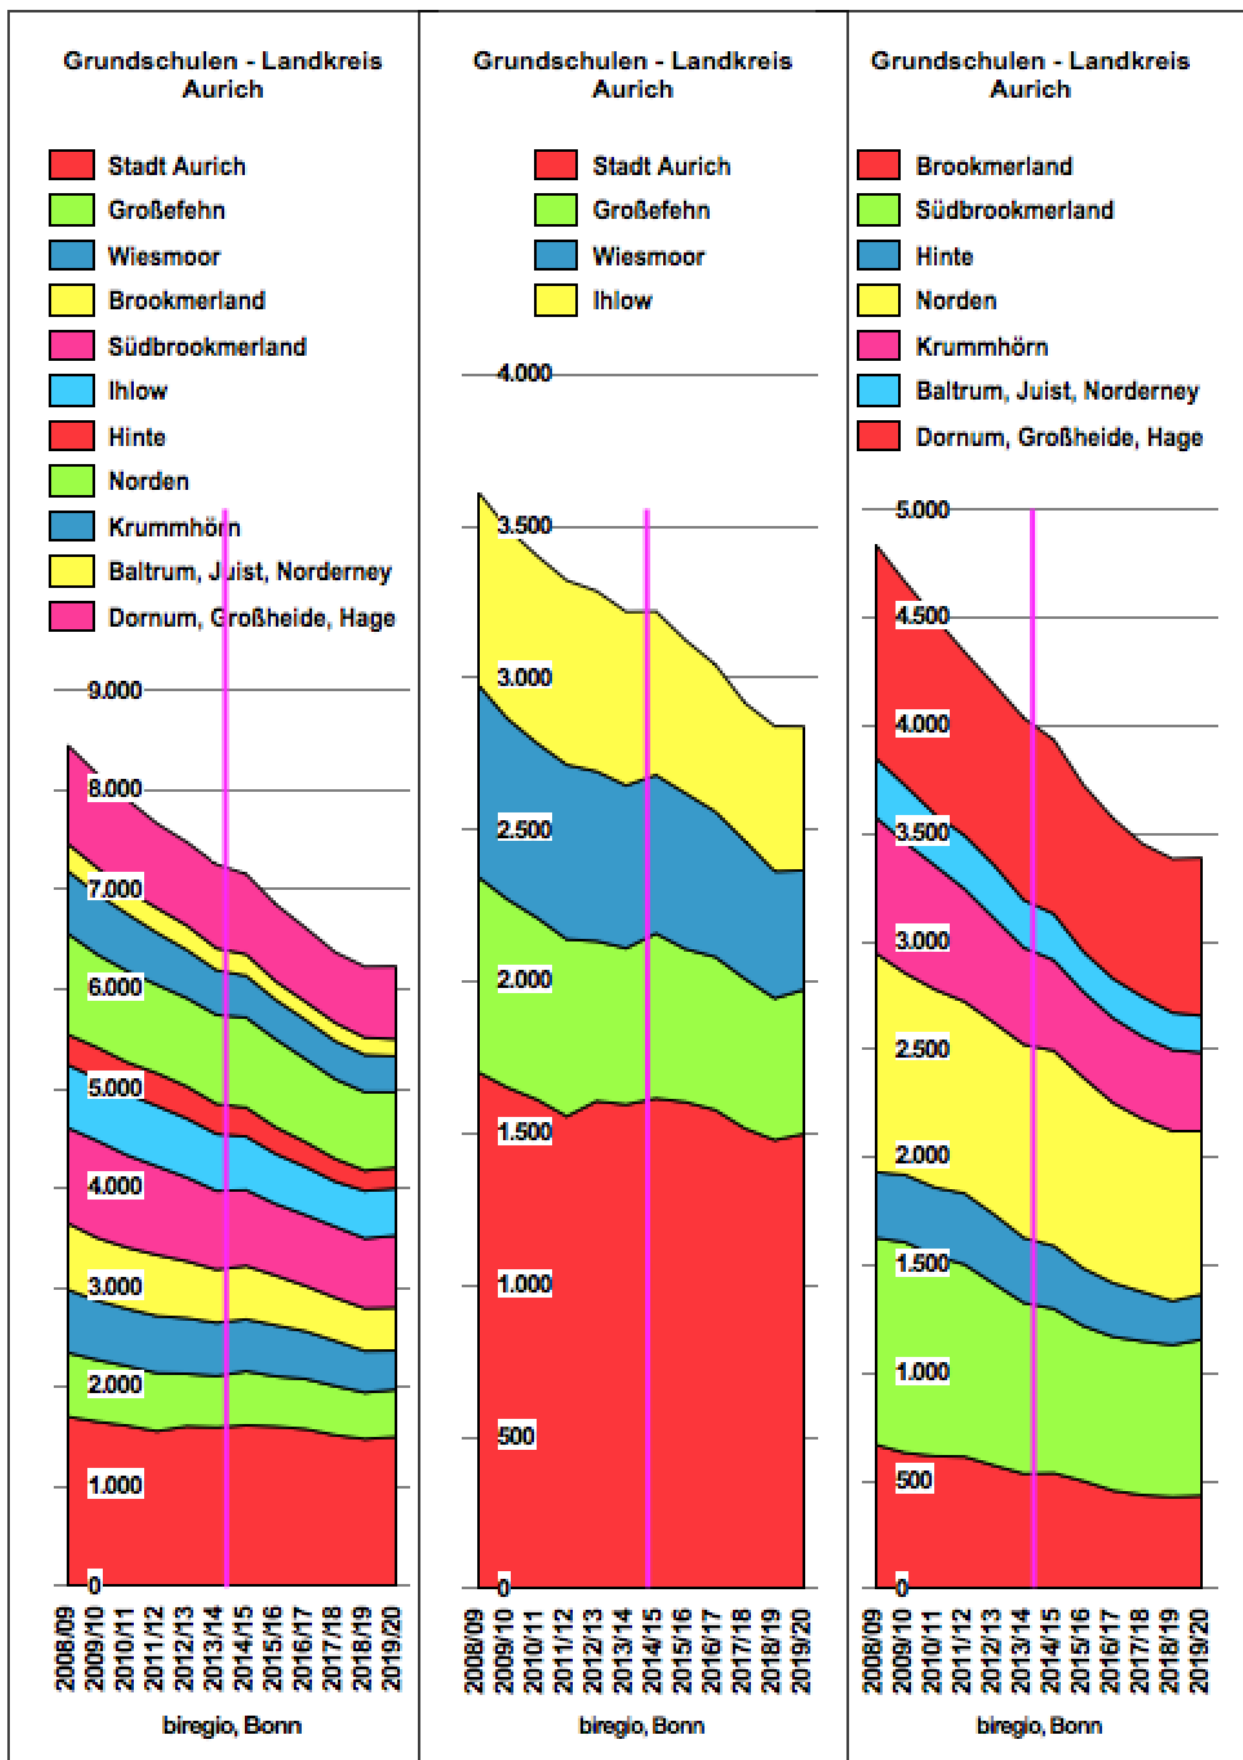 Grundschulen - Landkreis
Aurich
Stadt Aurich
Großefehn
Wiesmoor
Brookmerland
Südbrookmerland
Ihlow
Hinte
Norden
Krummhörn
Baltrum, Juist, Norderney
Dornum, Großheide, Hage
9.000
8.000
7.000
6.000
5.000
4.000
3.000
2.000
1.000
0
2008/09
2009/10
2010/11
2011/12
2012/13
2013/14
2014/15
2015/16
2016/17
2017/18
2018/19
2019/20
biregio, Bonn
Grundschulen - Landkreis
Aurich
Stadt Aurich
Großefehn
Wiesmoor
Ihlow
4.000
3.500
3.000
2.500
2.000
1.500
1.000
500
0
2008/09
2009/10
2010/11
2011/12
2012/13
2013/14
2014/15
2015/16
2016/17
2017/18
2018/19
2019/20
biregio, Bonn
Grundschulen - Landkreis
Aurich
Brookmerland
Südbrookmerland
Hinte
Norden
Krummhörn
Baltrum, Juist, Norderney
Dornum, Großheide, Hage
5.000
4.500
4.000
3.500
3.000
2.500
2.000
1.500
1.000
500
0
2008/09
2009/10
2010/11
2011/12
2012/13
2013/14
2014/15
2015/16
2016/17
2017/18
2018/19
2019/20
biregio, Bonn